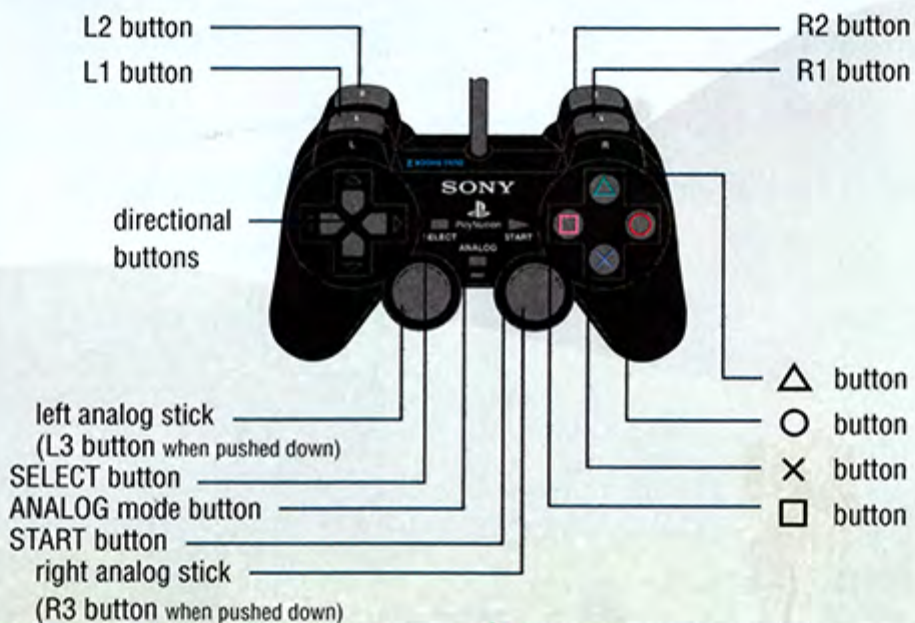 L2 button
L1 button
R2 button
R1 button
L
R
SONY
PlayStation
SELECT
START
ANALOG
directional
buttons
left analog stick
(L3 button when pushed down)
SELECT button
ANALOG mode button
START button
right analog stick
(R3 button when pushed down)
△ button
○ button
✕ button
□ button